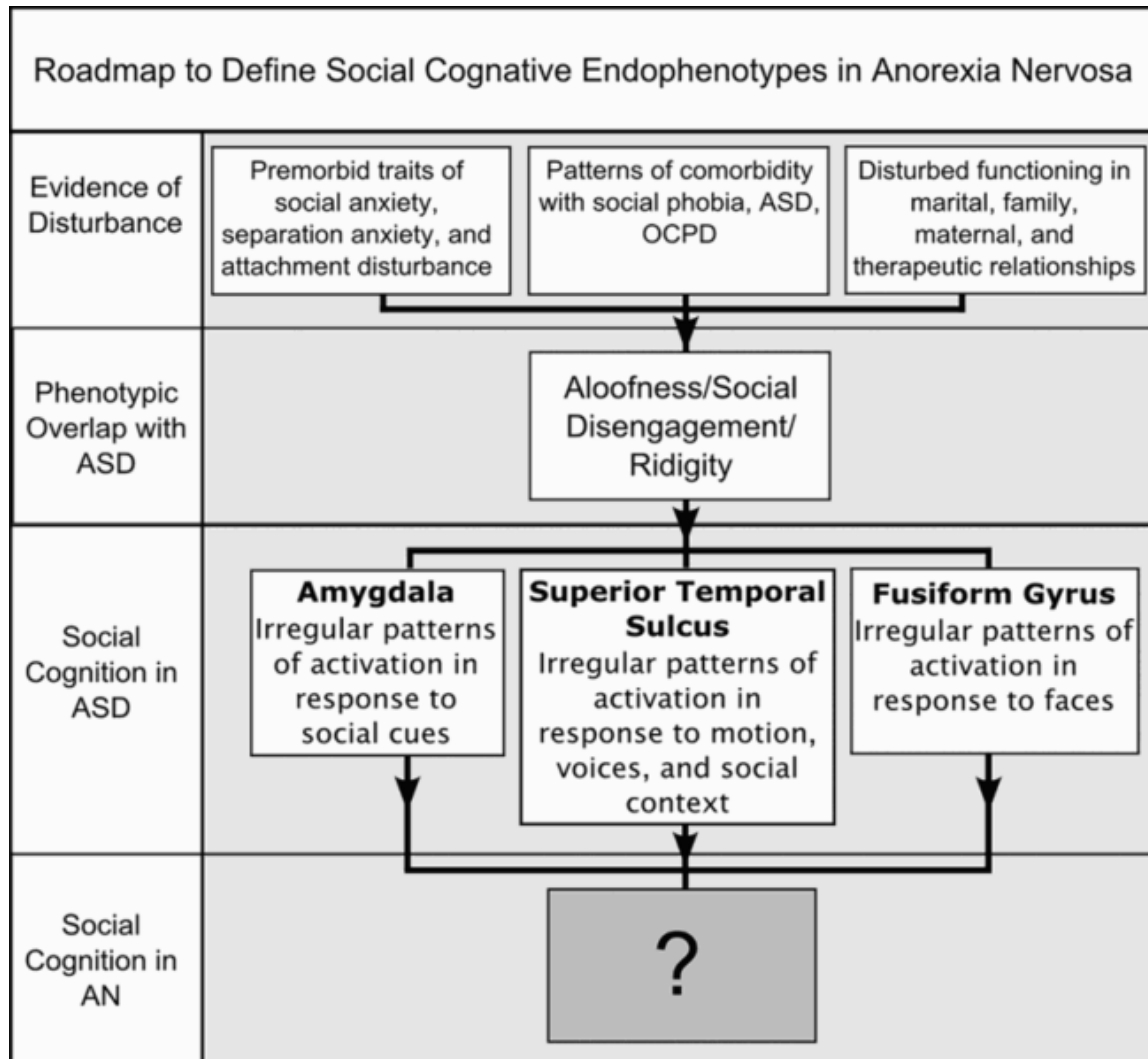 Roadmap to Define Social Cognative Endophenotypes in Anorexia Nervosa
Evidence of
Disturbance
Premorbid traits of
social anxiety,
separation anxiety, and
attachment disturbance
Patterns of comorbidity
with social phobia, ASD,
OCPD
Disturbed functioning in
marital, family,
maternal, and
therapeutic relationships
Phenotypic
Overlap with
ASD
Aloofness/Social
Disengagement/
Ridigity
Social
Cognition in
ASD
Amygdala
Irregular patterns
of activation in
response to
social cues
Superior Temporal
Sulcus
Irregular patterns of
activation in
response to motion,
voices, and social
context
Fusiform Gyrus
Irregular patterns of
activation in
response to faces
Social
Cognition in
AN
?